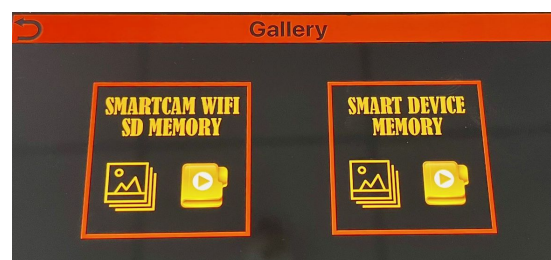 Gallery
SMARTCAM WIFI
SD MEMORY
SMART DEVICE
MEMORY